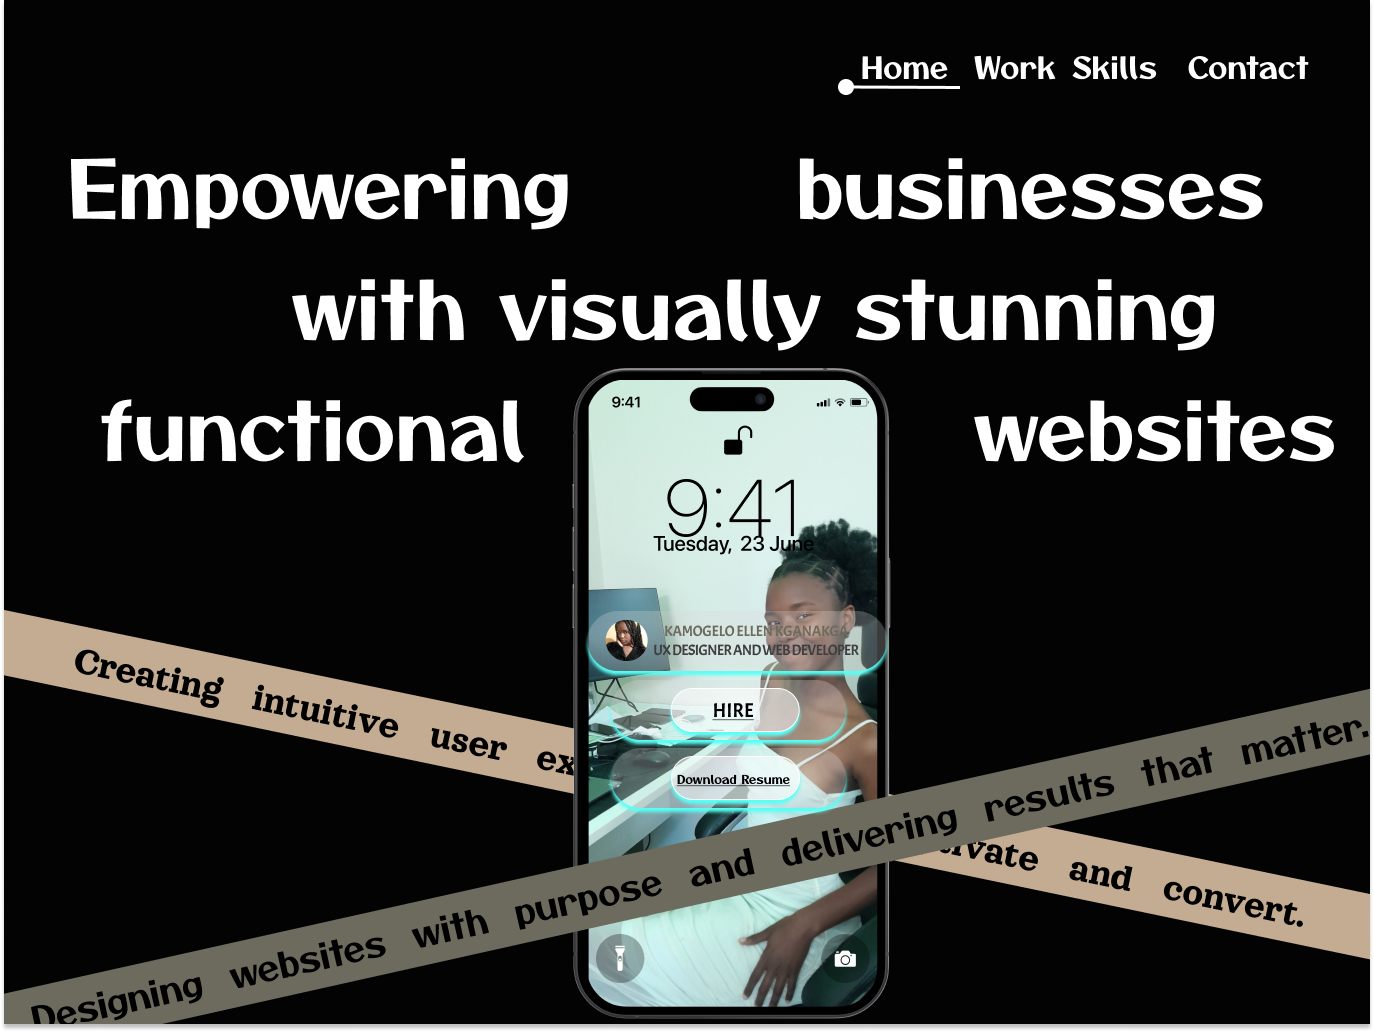 Home Work Skills Contact
Empowering businesses
with visually stunning
functional websites
9:41
9:41
Tuesday, 23 June
KAMOGELO ELLEN KGANAKGA
UX DESIGNER AND WEB DEVELOPER
HIRE
Download Resume
Creating intuitive user and convert.
Designing websites with purpose and delivering results that matter.